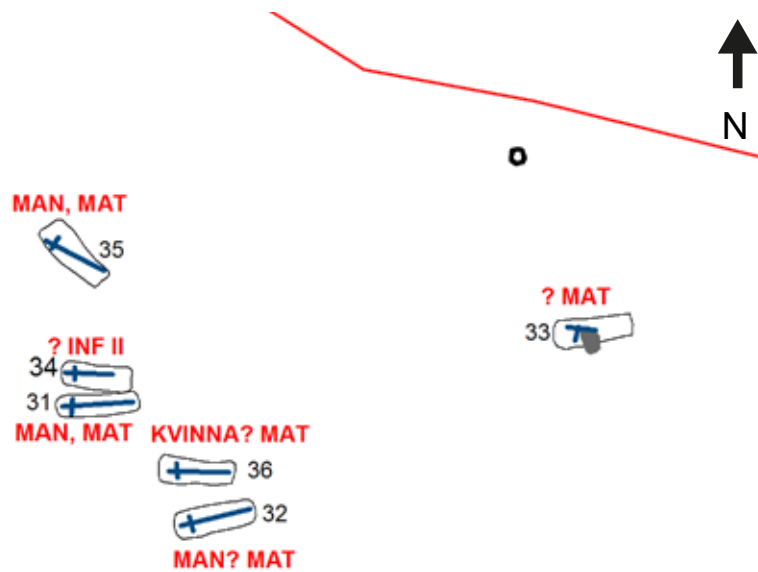 N
MAN, MAT
35
? MAT
33
? INF II
34
31
MAN, MAT
KVINNA? MAT
36
32
MAN? MAT